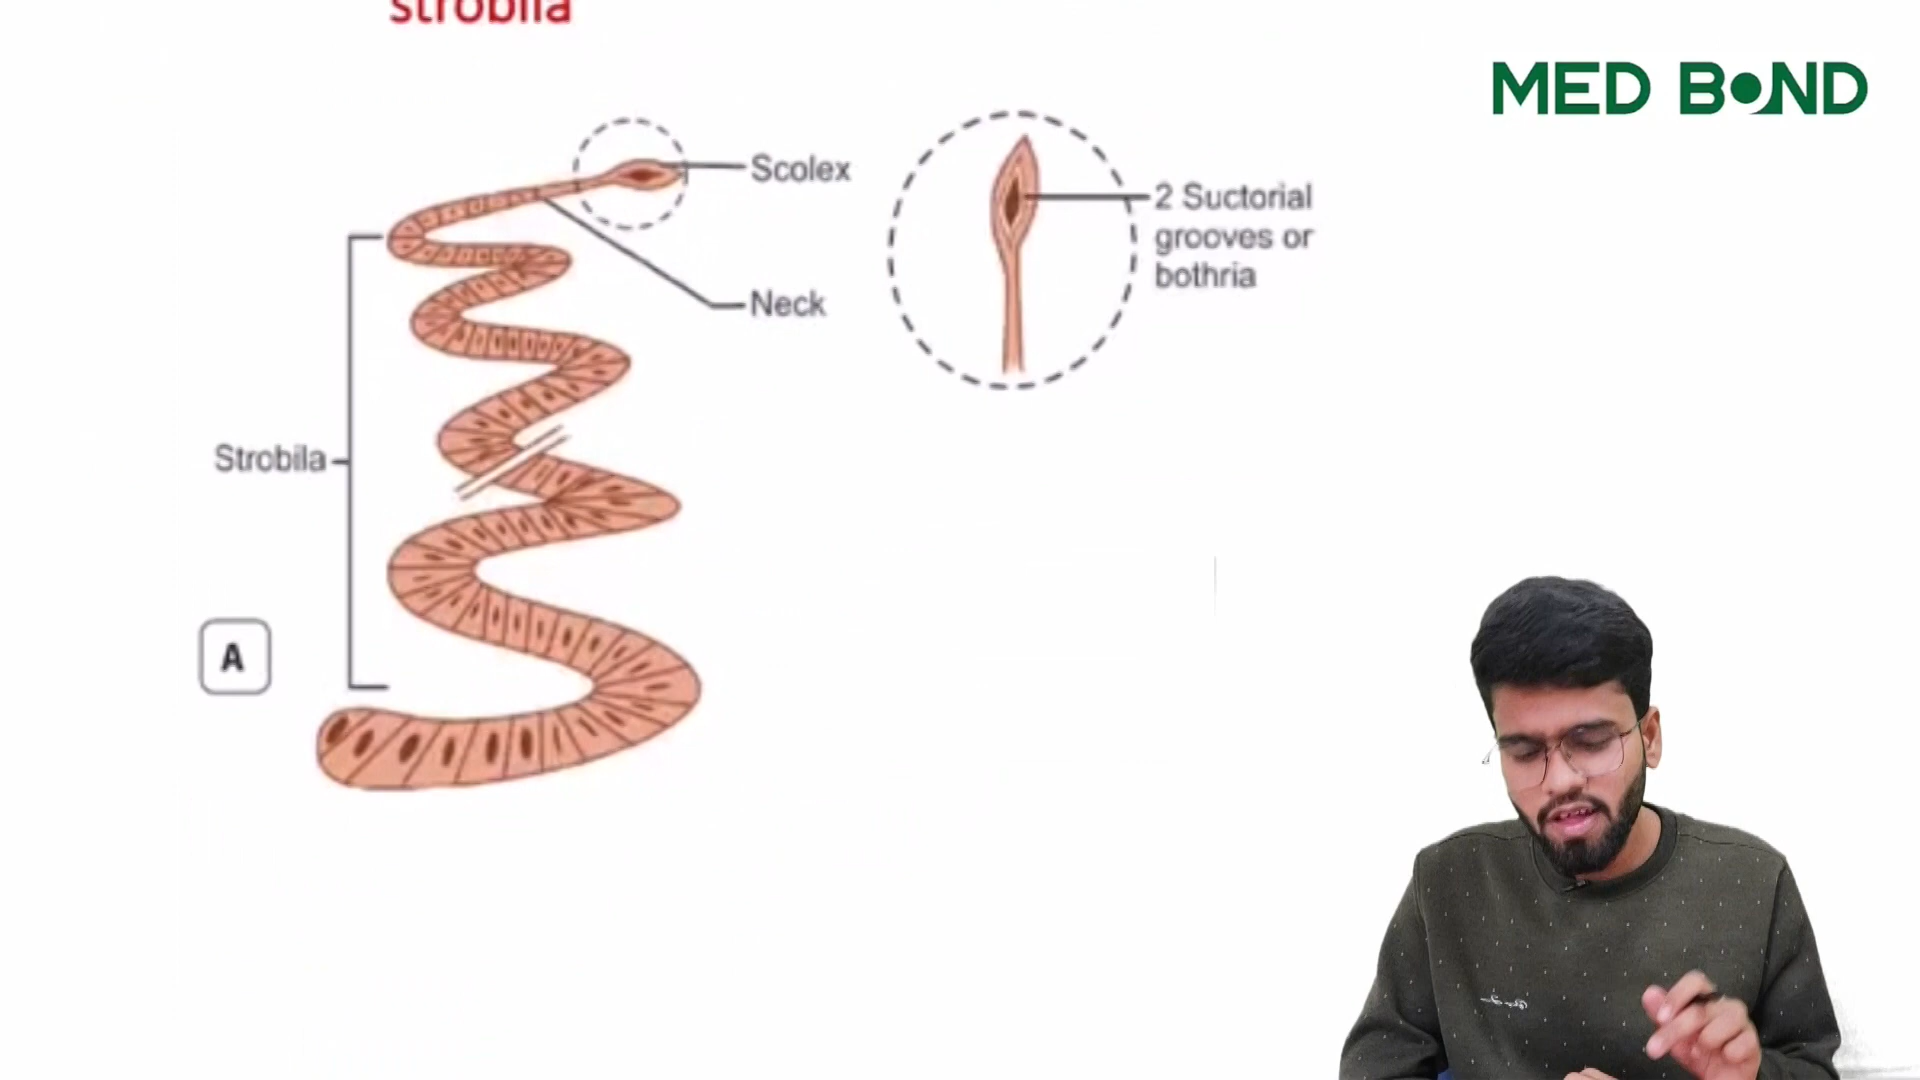 strobila
MED BOND
Scolex
2 Suctorial
grooves or
bothria
Neck
Strobila
A